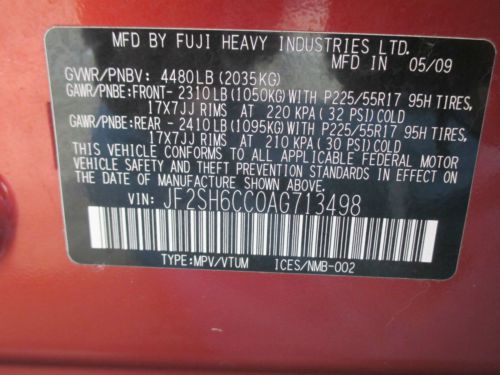 MFD BY FUJI HEAVY INDUSTRIES LTD.
MFD IN 05/09
GVWR/PNBV: 4480LB(2035KG)
GAWR/PNBE:FRONT-2310LB(1050KG)WITH P225/55R17 95H TIRES,
17X7JJ RIMS AT 220 KPA(32 PSI)COLD
GAWR/PNBE:REAR -2410LB(1095KG)WITH P225/55R17 95H TIRES,
17X7JJ RIMS AT 210 KPA(30 PSI)COLD
THIS VEHICLE CONFORMS TO ALL APPLICABLE FEDERAL MOTOR
VEHICLE SAFETY AND THEFT PREVENTION STANDARDS IN EFFECT ON
THE DATE OF MANUFACTURE SHOWN ABOVE.
VIN: JF2SH6CC0AG713498
TYPE:MPV/VTUM ICES/NMB-002